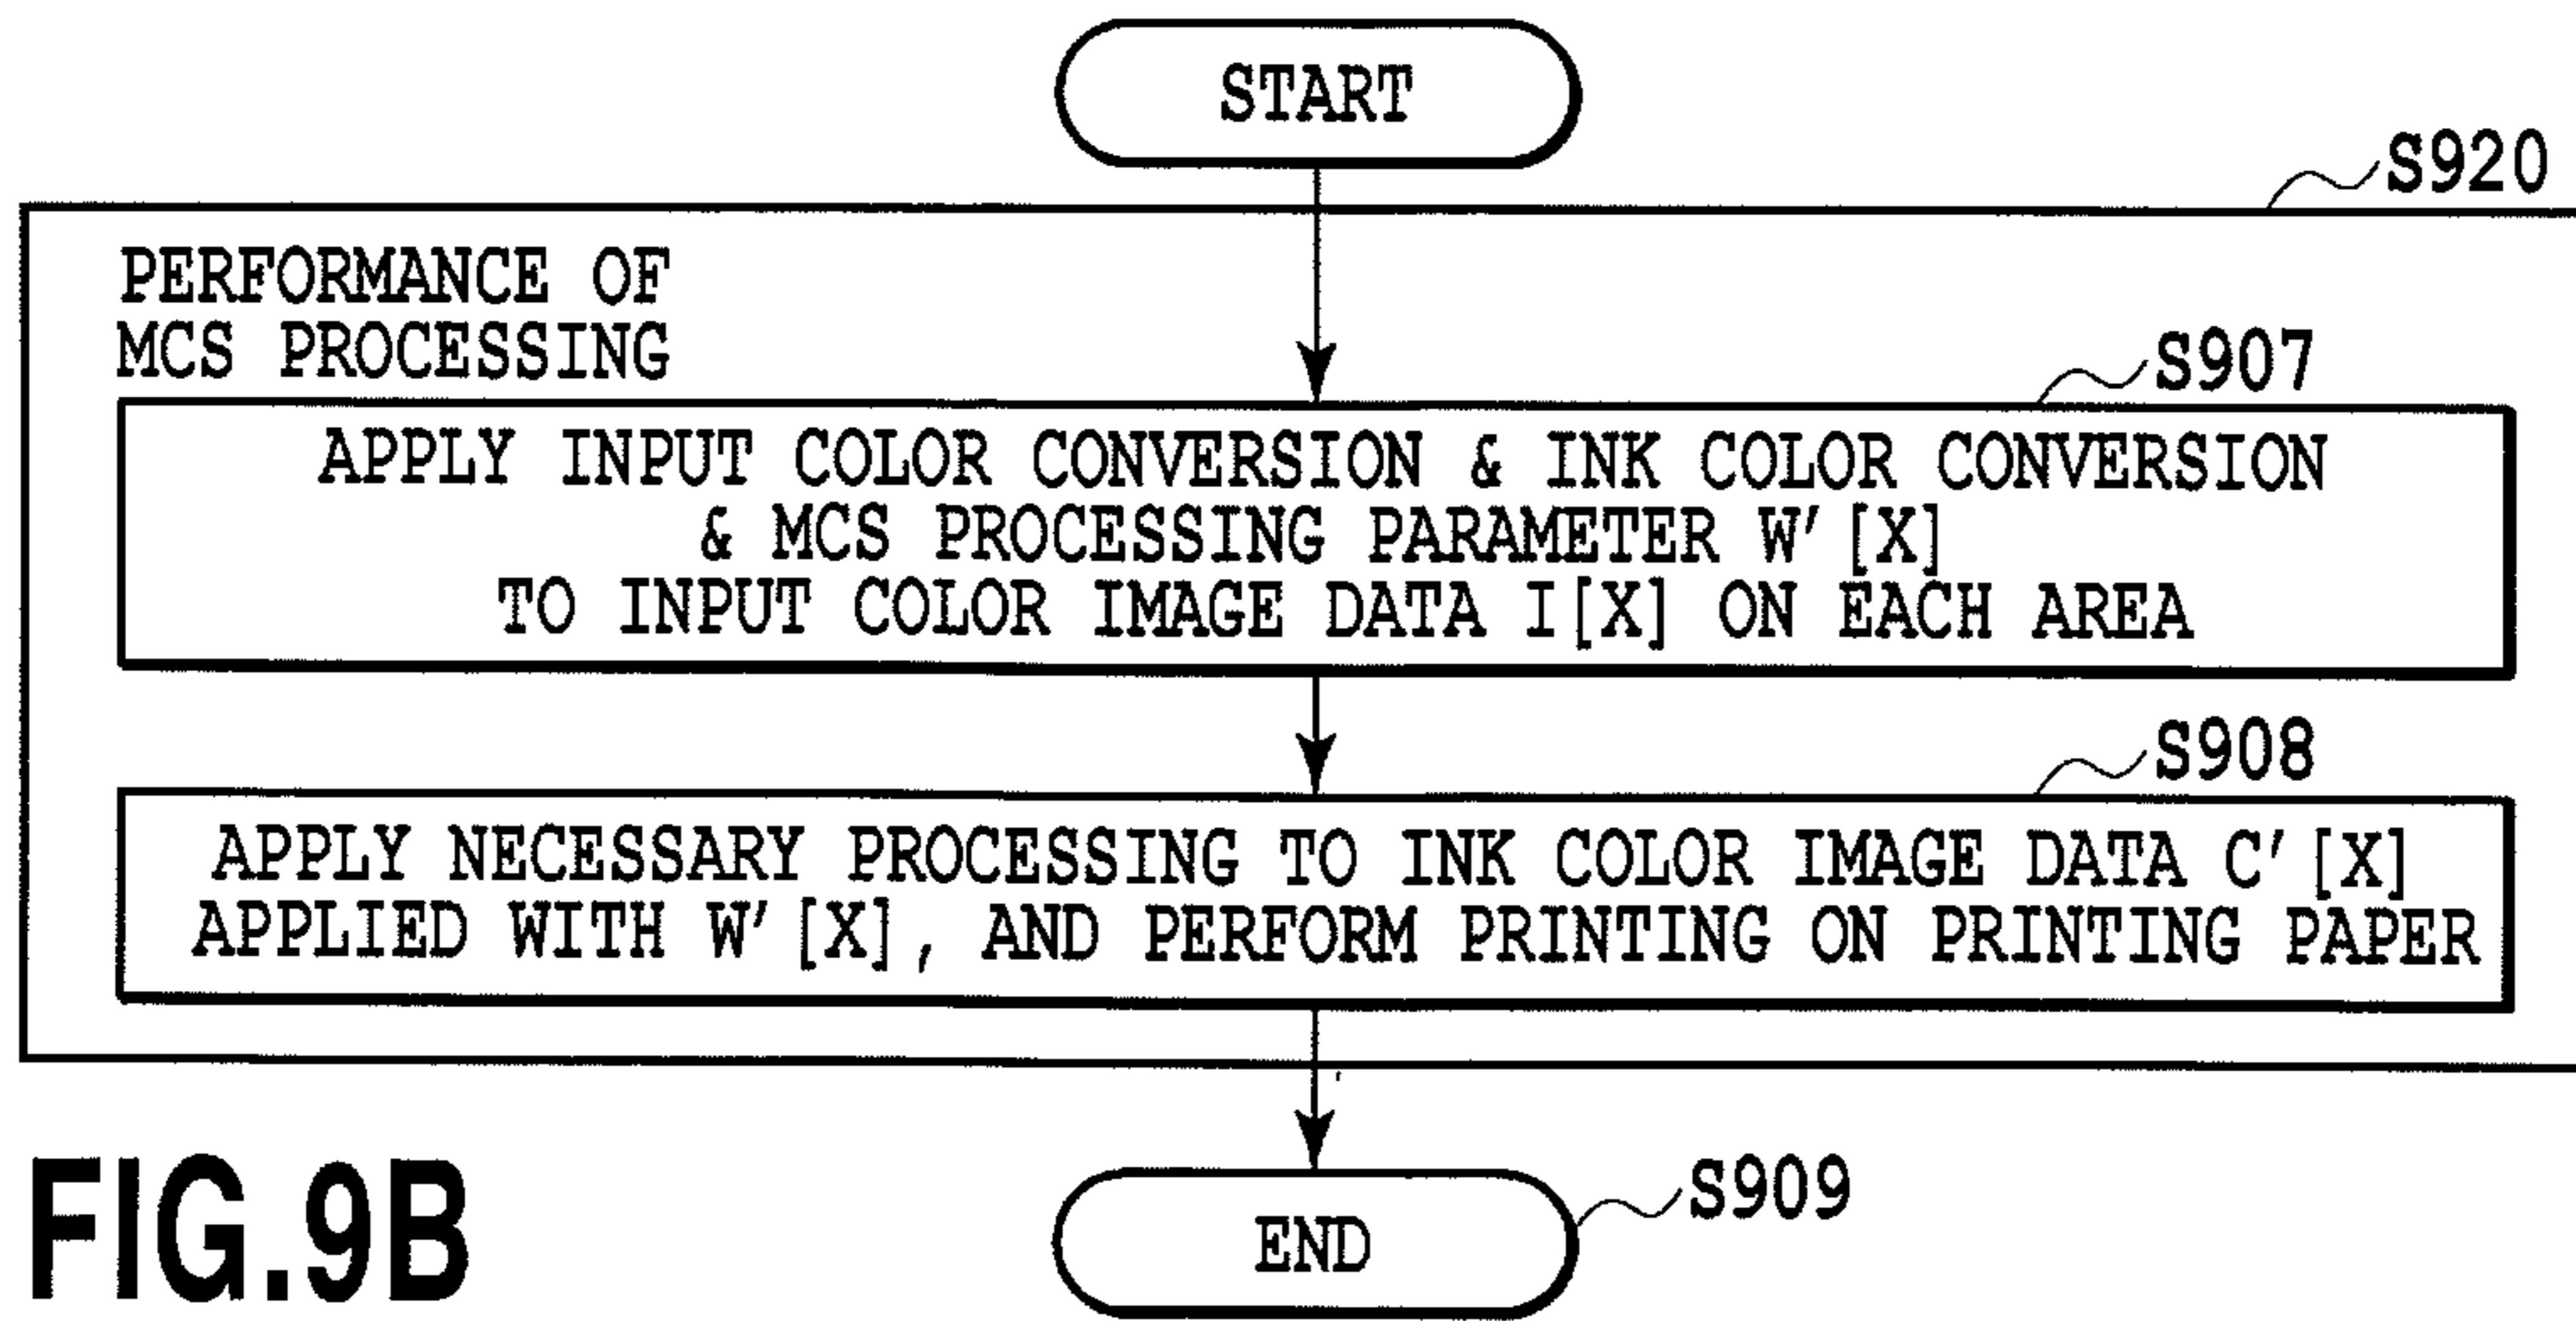 START
S920
PERFORMANCE OF
MCS PROCESSING
S907
APPLY INPUT COLOR CONVERSION & INK COLOR CONVERSION
& MCS PROCESSING PARAMETER W'[X]
TO INPUT COLOR IMAGE DATA I[X] ON EACH AREA
S908
APPLY NECESSARY PROCESSING TO INK COLOR IMAGE DATA C'[X]
APPLIED WITH W'[X], AND PERFORM PRINTING ON PRINTING PAPER
END
S909
FIG.9B